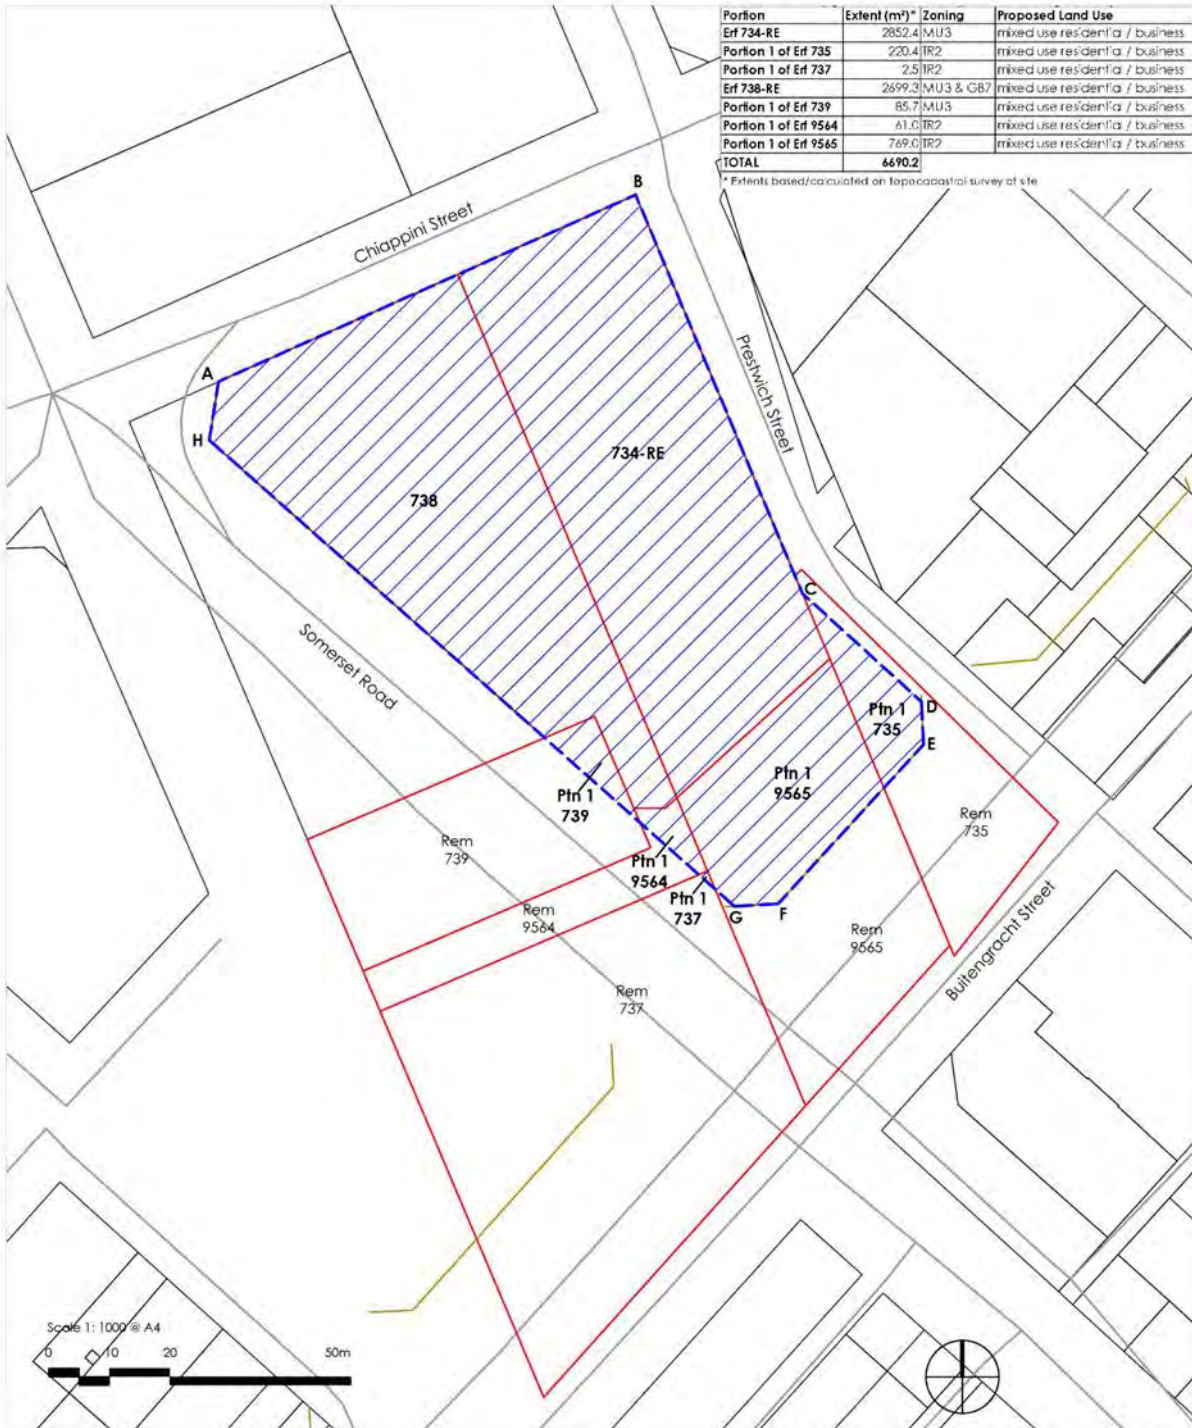 Portion Extent (m²)* Zoning Proposed Land Use
Erf 734-RE 2852.4 MU3 mixed use residential / business
Portion 1 of Erf 735 220.4 TR2 mixed use residential / business
Portion 1 of Erf 737 2.5 TR2 mixed use residential / business
Erf 738-RE 2699.3 MU3 & GB7 mixed use residential / business
Portion 1 of Erf 739 85.7 MU3 mixed use residential / business
Portion 1 of Erf 9564 61.0 TR2 mixed use residential / business
Portion 1 of Erf 9565 769.0 TR2 mixed use residential / business
TOTAL 6690.2
* Extents based/calculated on topocadastral survey of site
B
Chiappini Street
A
Prestwich Street
H
734-RE
738
C
Somerset Road
D
Ptn 1
735
E
Ptn 1
9565
Ptn 1
739
Rem
735
Rem
739
Ptn 1
9564
Ptn 1
737
G
F
Rem
9564
Rem
9565
Buitengracht Street
Rem
737
Scale 1: 1000 @ A4
0 10 20 50m